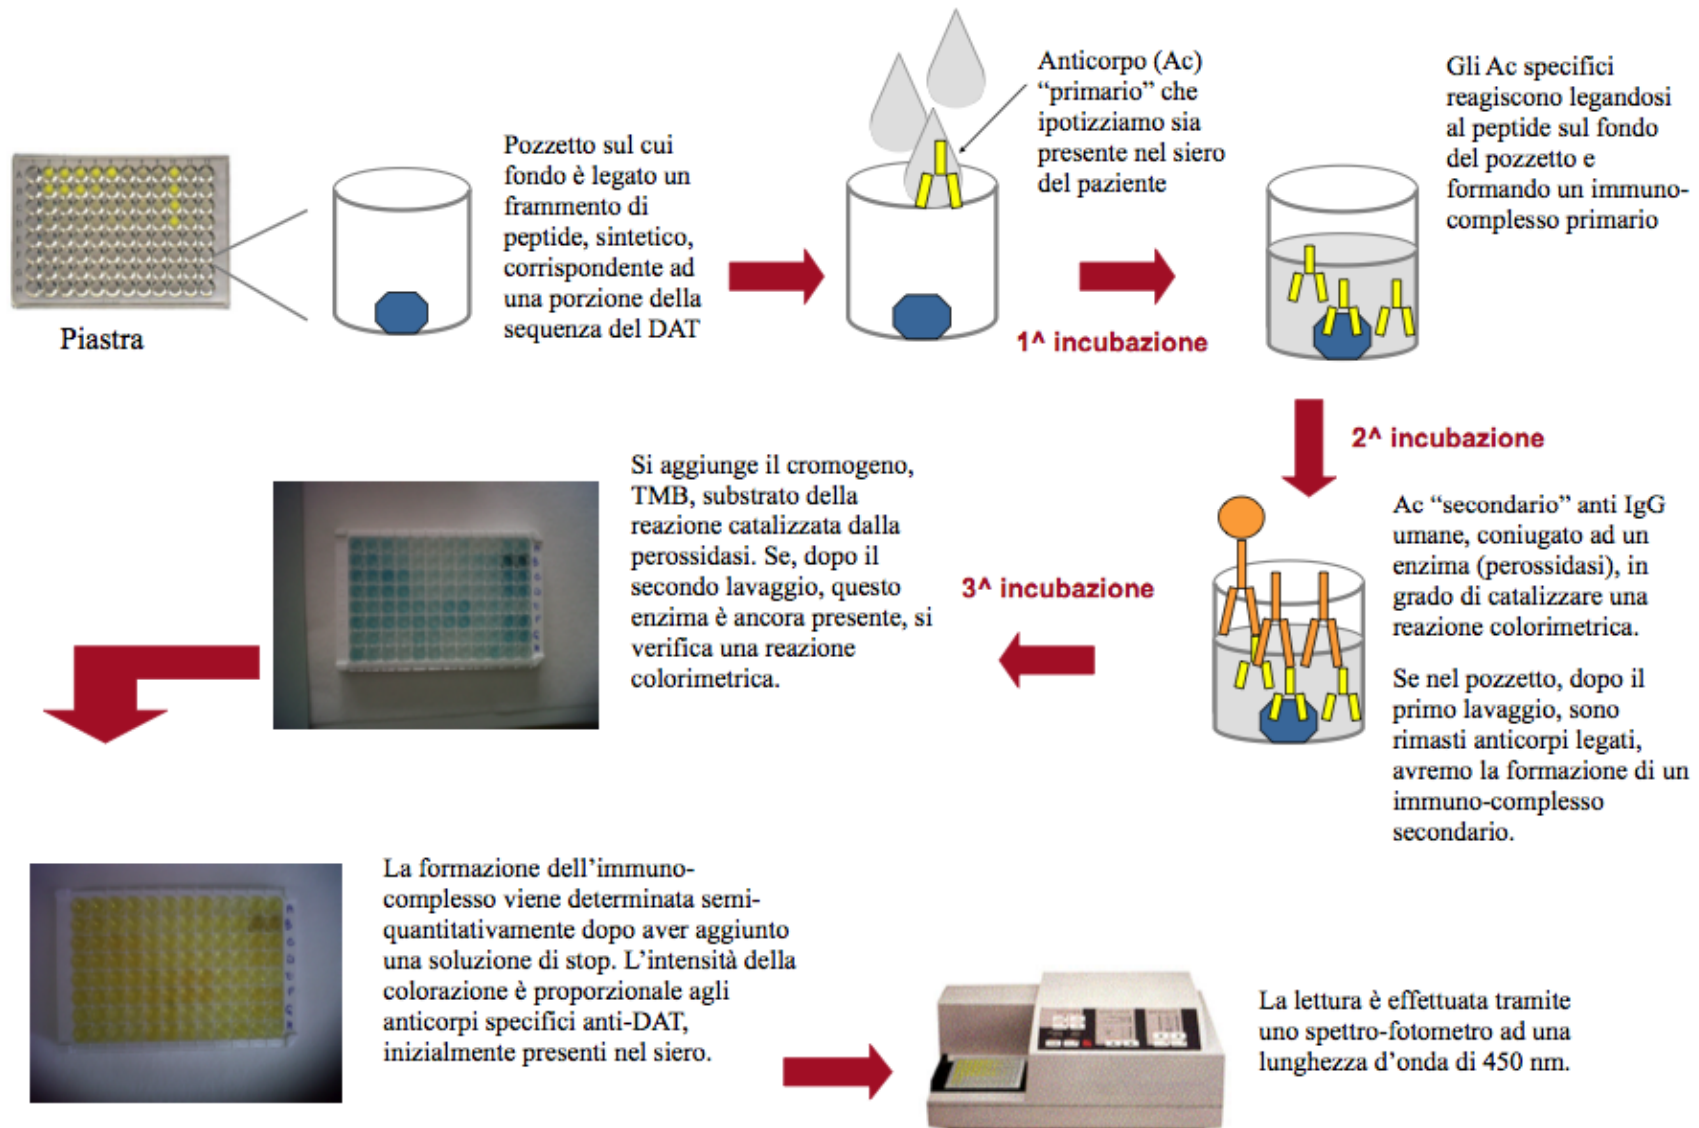 Piastra
Pozzetto sul cui
fondo è legato un
frammento di
peptide, sintetico,
corrispondente ad
una porzione della
sequenza del DAT
Anticorpo (Ac)
“primario” che
ipotizziamo sia
presente nel siero
del paziente
1^ incubazione
Gli Ac specifici
reagiscono legandosi
al peptide sul fondo
del pozzetto e
formando un immuno-
complesso primario
2^ incubazione
Ac “secondario” anti IgG
umane, coniugato ad un
enzima (perossidasi), in
grado di catalizzare una
reazione colorimetrica.
Se nel pozzetto, dopo il
primo lavaggio, sono
rimasti anticorpi legati,
avremo la formazione di un
immuno-complesso
secondario.
3^ incubazione
Si aggiunge il cromogeno,
TMB, substrato della
reazione catalizzata dalla
perossidasi. Se, dopo il
secondo lavaggio, questo
enzima è ancora presente, si
verifica una reazione
colorimetrica.
La formazione dell’immuno-
complesso viene determinata semi-
quantitativamente dopo aver aggiunto
una soluzione di stop. L’intensità della
colorazione è proporzionale agli
anticorpi specifici anti-DAT,
inizialmente presenti nel siero.
La lettura è effettuata tramite
uno spettro-fotometro ad una
lunghezza d’onda di 450 nm.